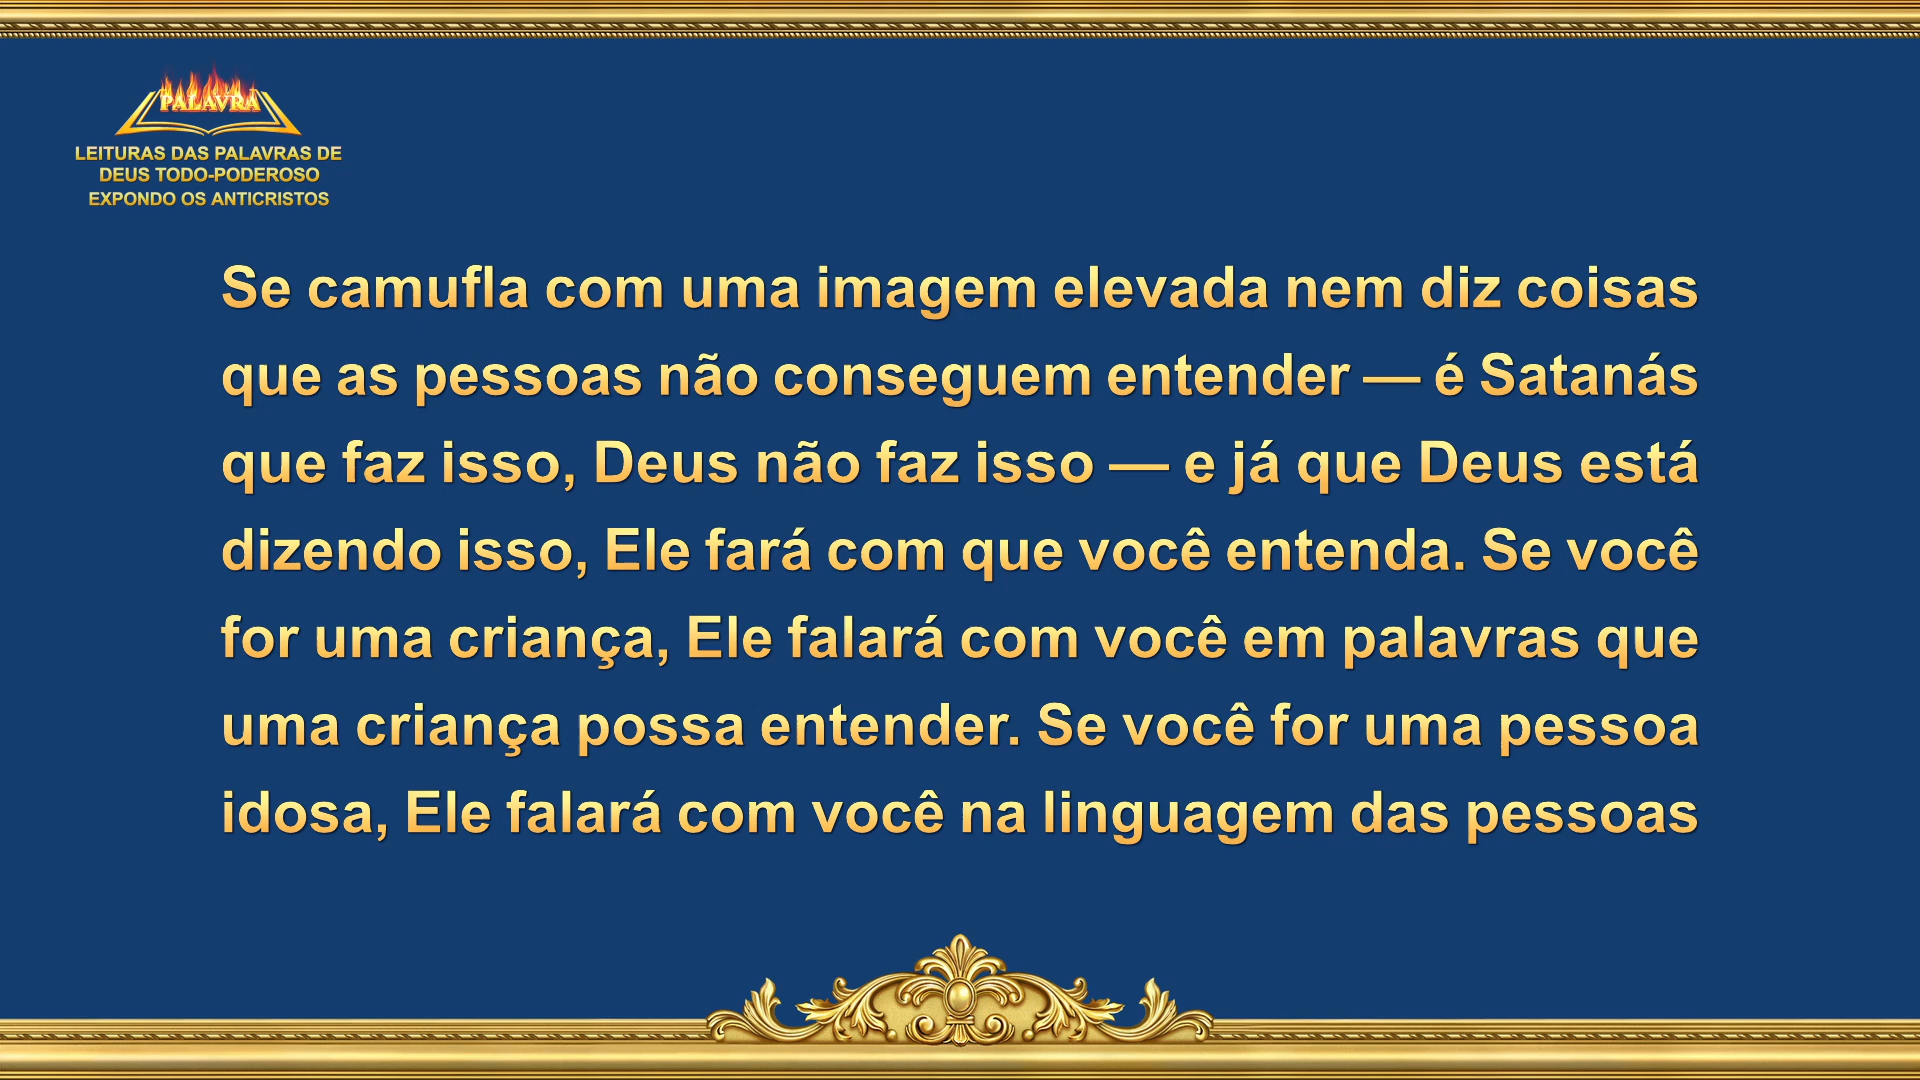 PALAVRA
LEITURAS DAS PALAVRAS DE
DEUS TODO-PODEROSO
EXPONDO OS ANTICRISTOS
Se camufla com uma imagem elevada nem diz coisas
que as pessoas não conseguem entender — é Satanás
que faz isso, Deus não faz isso — e já que Deus está
dizendo isso, Ele fará com que você entenda. Se você
for uma criança, Ele falará com você em palavras que
uma criança possa entender. Se você for uma pessoa
idosa, Ele falará com você na linguagem das pessoas